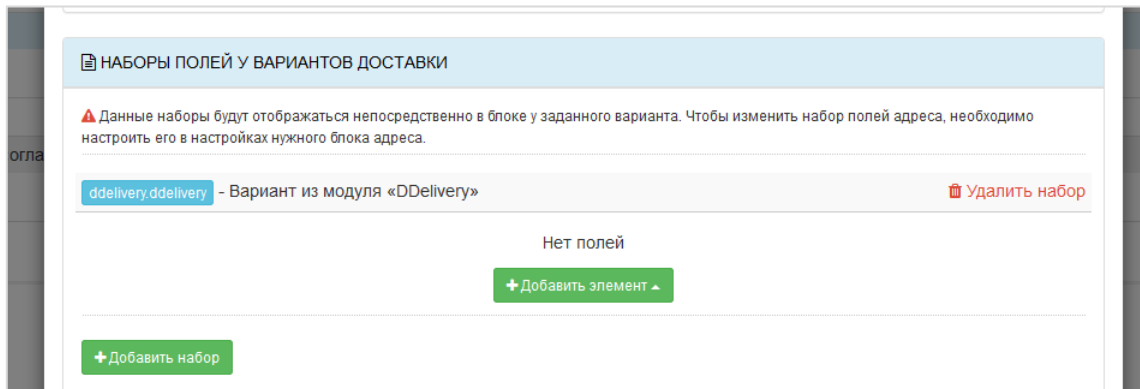 НАБОРЫ ПОЛЕЙ У ВАРИАНТОВ ДОСТАВКИ
Данные наборы будут отображаться непосредственно в блоке у заданного варианта. Чтобы изменить набор полей адреса, необходимо
настроить его в настройках нужного блока адреса.
огла
ddelivery.ddelivery - Вариант из модуля «DDelivery» Удалить набор
Нет полей
Добавить элемент
Добавить набор